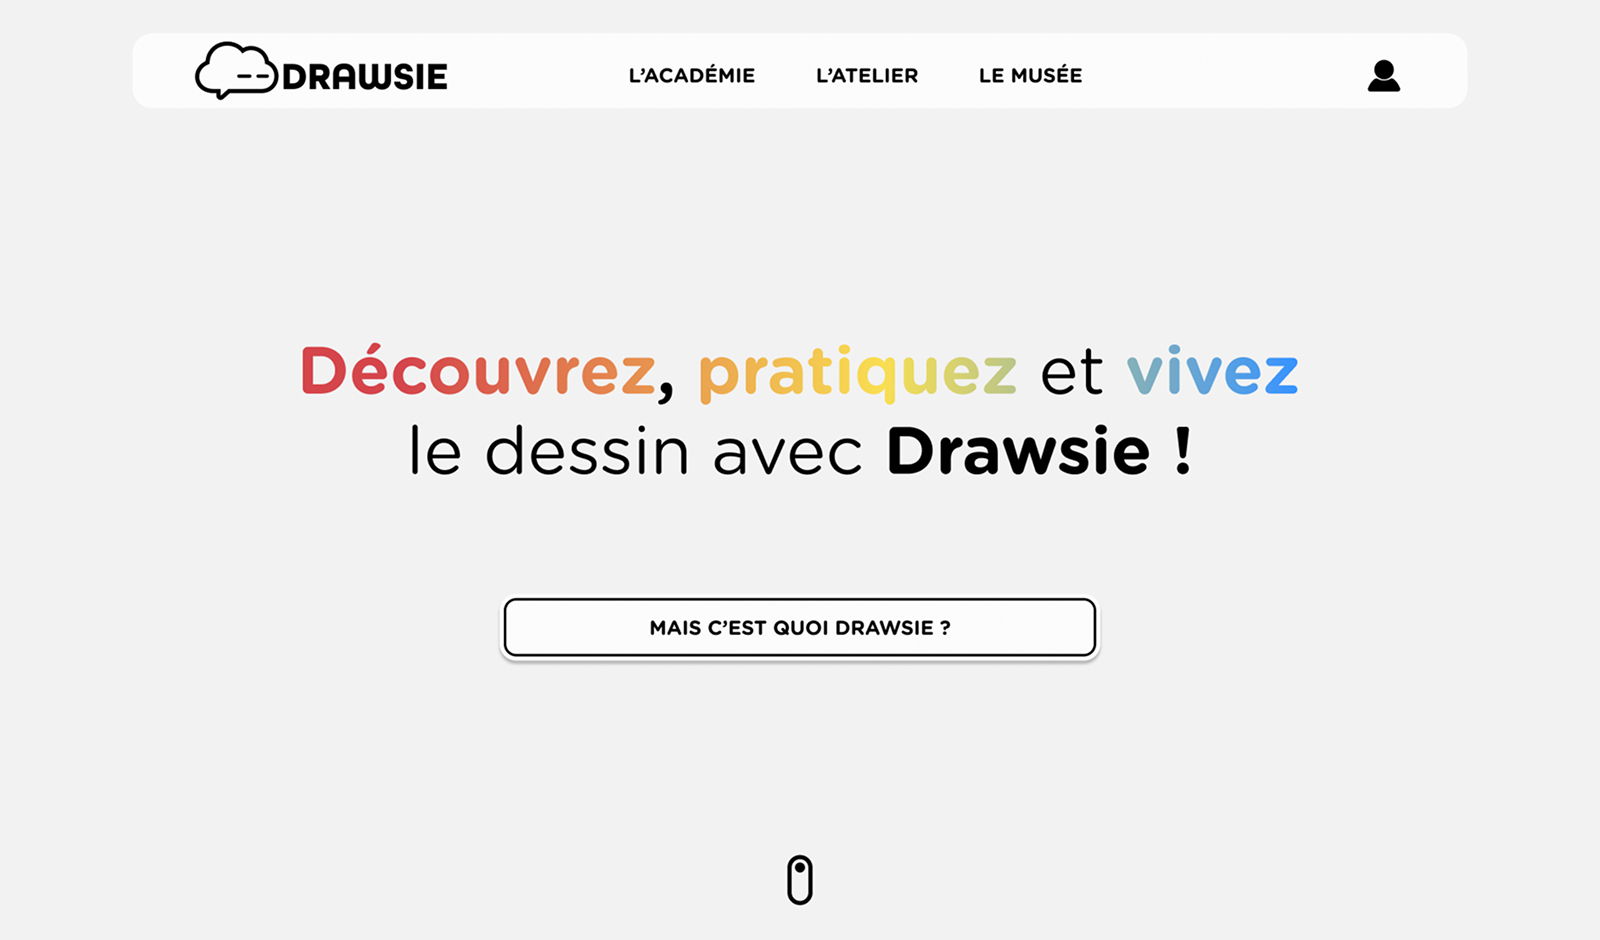 DRAWSIE
L’ACADÉMIE
L’ATELIER
LE MUSÉE
Découvrez, pratiquez et vivez
le dessin avec Drawsie !
MAIS C’EST QUOI DRAWSIE ?